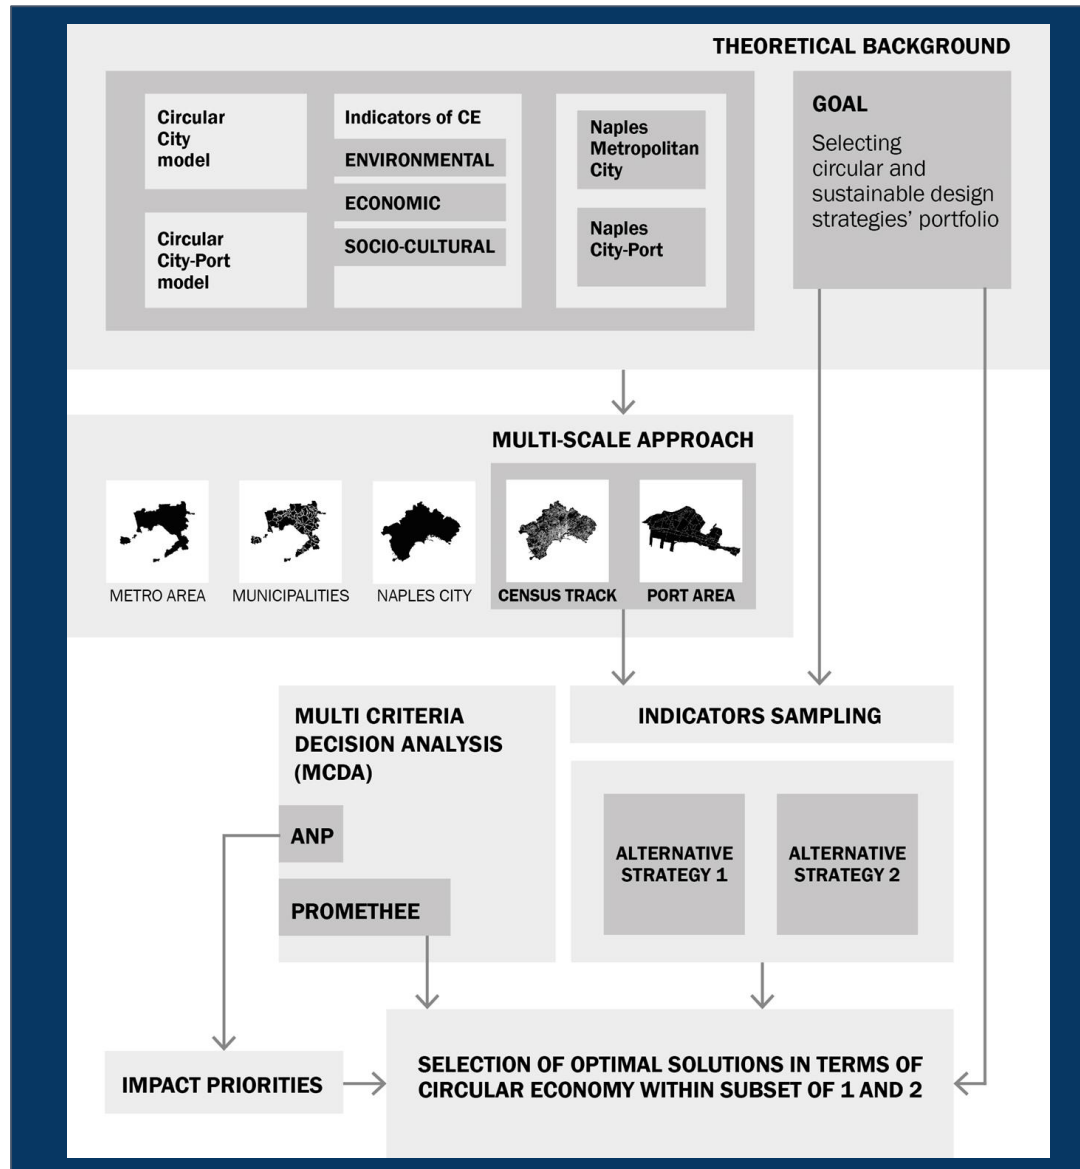 THEORETICAL BACKGROUND
Circular
City
model
Circular
City-Port
model
Indicators of CE
ENVIRONMENTAL
ECONOMIC
SOCIO-CULTURAL
Naples
Metropolitan
City
Naples
City-Port
GOAL
Selecting
circular and
sustainable design
strategies’ portfolio
MULTI-SCALE APPROACH
METRO AREA
MUNICIPALITIES
NAPLES CITY
CENSUS TRACK
PORT AREA
MULTI CRITERIA
DECISION ANALYSIS
(MCDA)
ANP
PROMETHEE
INDICATORS SAMPLING
ALTERNATIVE
STRATEGY 1
ALTERNATIVE
STRATEGY 2
IMPACT PRIORITIES
SELECTION OF OPTIMAL SOLUTIONS IN TERMS OF
CIRCULAR ECONOMY WITHIN SUBSET OF 1 AND 2